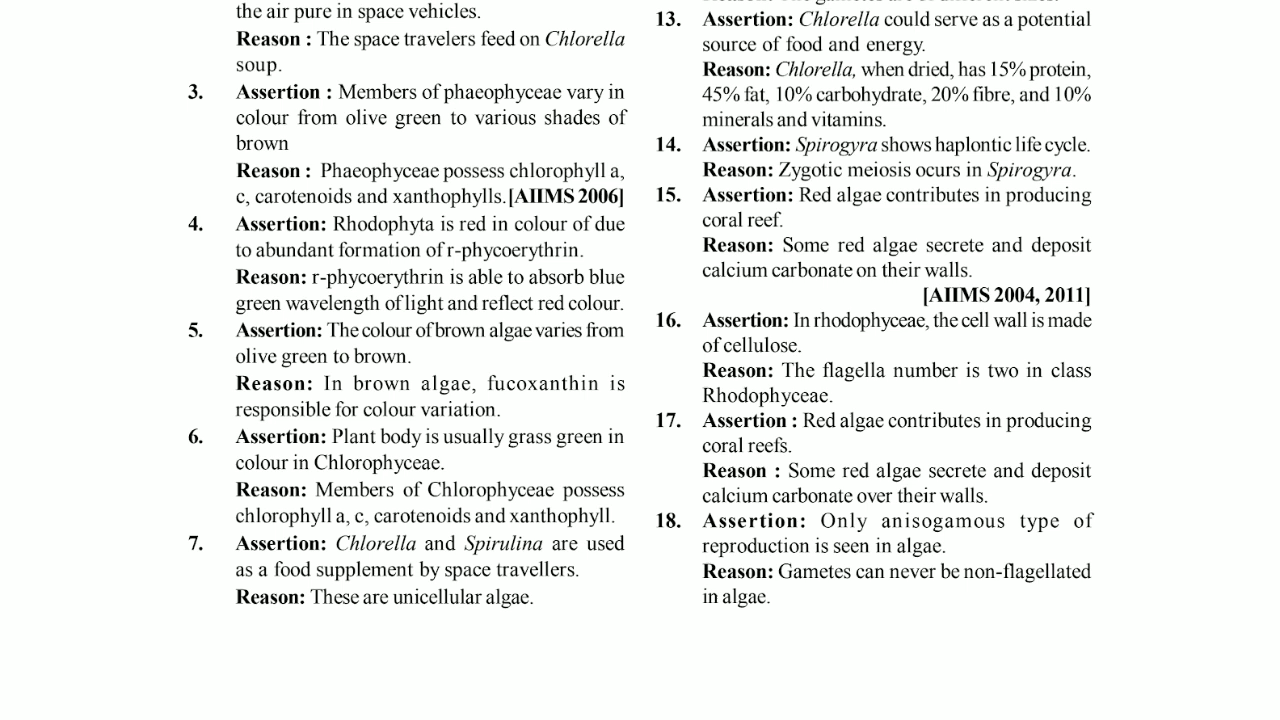 the air pure in space vehicles.
Reason : The space travelers feed on Chlorella
soup.
3. Assertion : Members of phaeophyceae vary in
colour from olive green to various shades of
brown
Reason : Phaeophyceae possess chlorophyll a,
c, carotenoids and xanthophylls.[AIIMS 2006]
4. Assertion: Rhodophyta is red in colour of due
to abundant formation of r-phycoerythrin.
Reason: r-phycoerythrin is able to absorb blue
green wavelength of light and reflect red colour.
5. Assertion: The colour of brown algae varies from
olive green to brown.
Reason: In brown algae, fucoxanthin is
responsible for colour variation.
6. Assertion: Plant body is usually grass green in
colour in Chlorophyceae.
Reason: Members of Chlorophyceae possess
chlorophyll a, c, carotenoids and xanthophyll.
7. Assertion: Chlorella and Spirulina are used
as a food supplement by space travellers.
Reason: These are unicellular algae.
13. Assertion: Chlorella could serve as a potential
source of food and energy.
Reason: Chlorella, when dried, has 15% protein,
45% fat, 10% carbohydrate, 20% fibre, and 10%
minerals and vitamins.
14. Assertion: Spirogyra shows haplontic life cycle.
Reason: Zygotic meiosis ocurs in Spirogyra.
15. Assertion: Red algae contributes in producing
coral reef.
Reason: Some red algae secrete and deposit
calcium carbonate on their walls.
[AIIMS 2004, 2011]
16. Assertion: In rhodophyceae, the cell wall is made
of cellulose.
Reason: The flagella number is two in class
Rhodophyceae.
17. Assertion : Red algae contributes in producing
coral reefs.
Reason : Some red algae secrete and deposit
calcium carbonate over their walls.
18. Assertion: Only anisogamous type of
reproduction is seen in algae.
Reason: Gametes can never be non-flagellated
in algae.